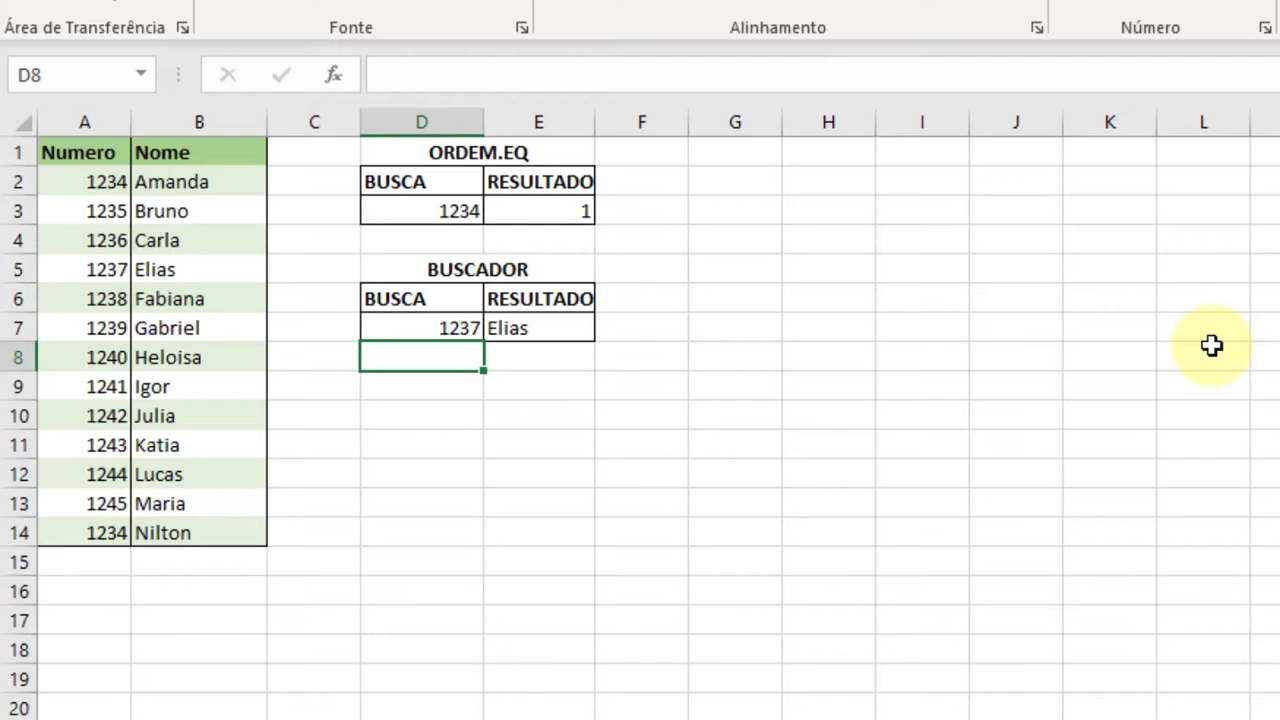 Área de Transferência Fonte Alinhamento Número
D8 fx
A B C D E F G H I J K L
1 Numero Nome ORDEM.EQ
2 1234 Amanda BUSCA RESULTADO
3 1235 Bruno 1234 1
4 1236 Carla
5 1237 Elias BUSCADOR
6 1238 Fabiana BUSCA RESULTADO
7 1239 Gabriel 1237 Elias
8 1240 Heloisa
9 1241 Igor
10 1242 Julia
11 1243 Katia
12 1244 Lucas
13 1245 Maria
14 1234 Nilton
15
16
17
18
19
20